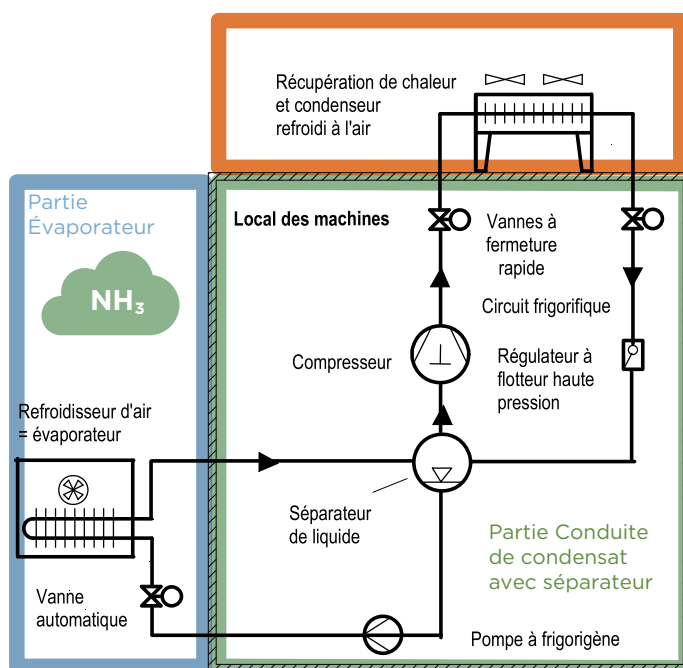 Récupération de chaleur
et condenseur
refroidi à l'air
Partie
Évaporateur
NH₃
Local des machines
Vannes à
fermeture
rapide
Circuit frigorifique
Compresseur
Régulateur à
flotteur haute
pression
Refroidisseur d'air
= évaporateur
Séparateur
de liquide
Partie Conduite
de condensat
avec séparateur
Vanne
automatique
Pompe à frigorigène